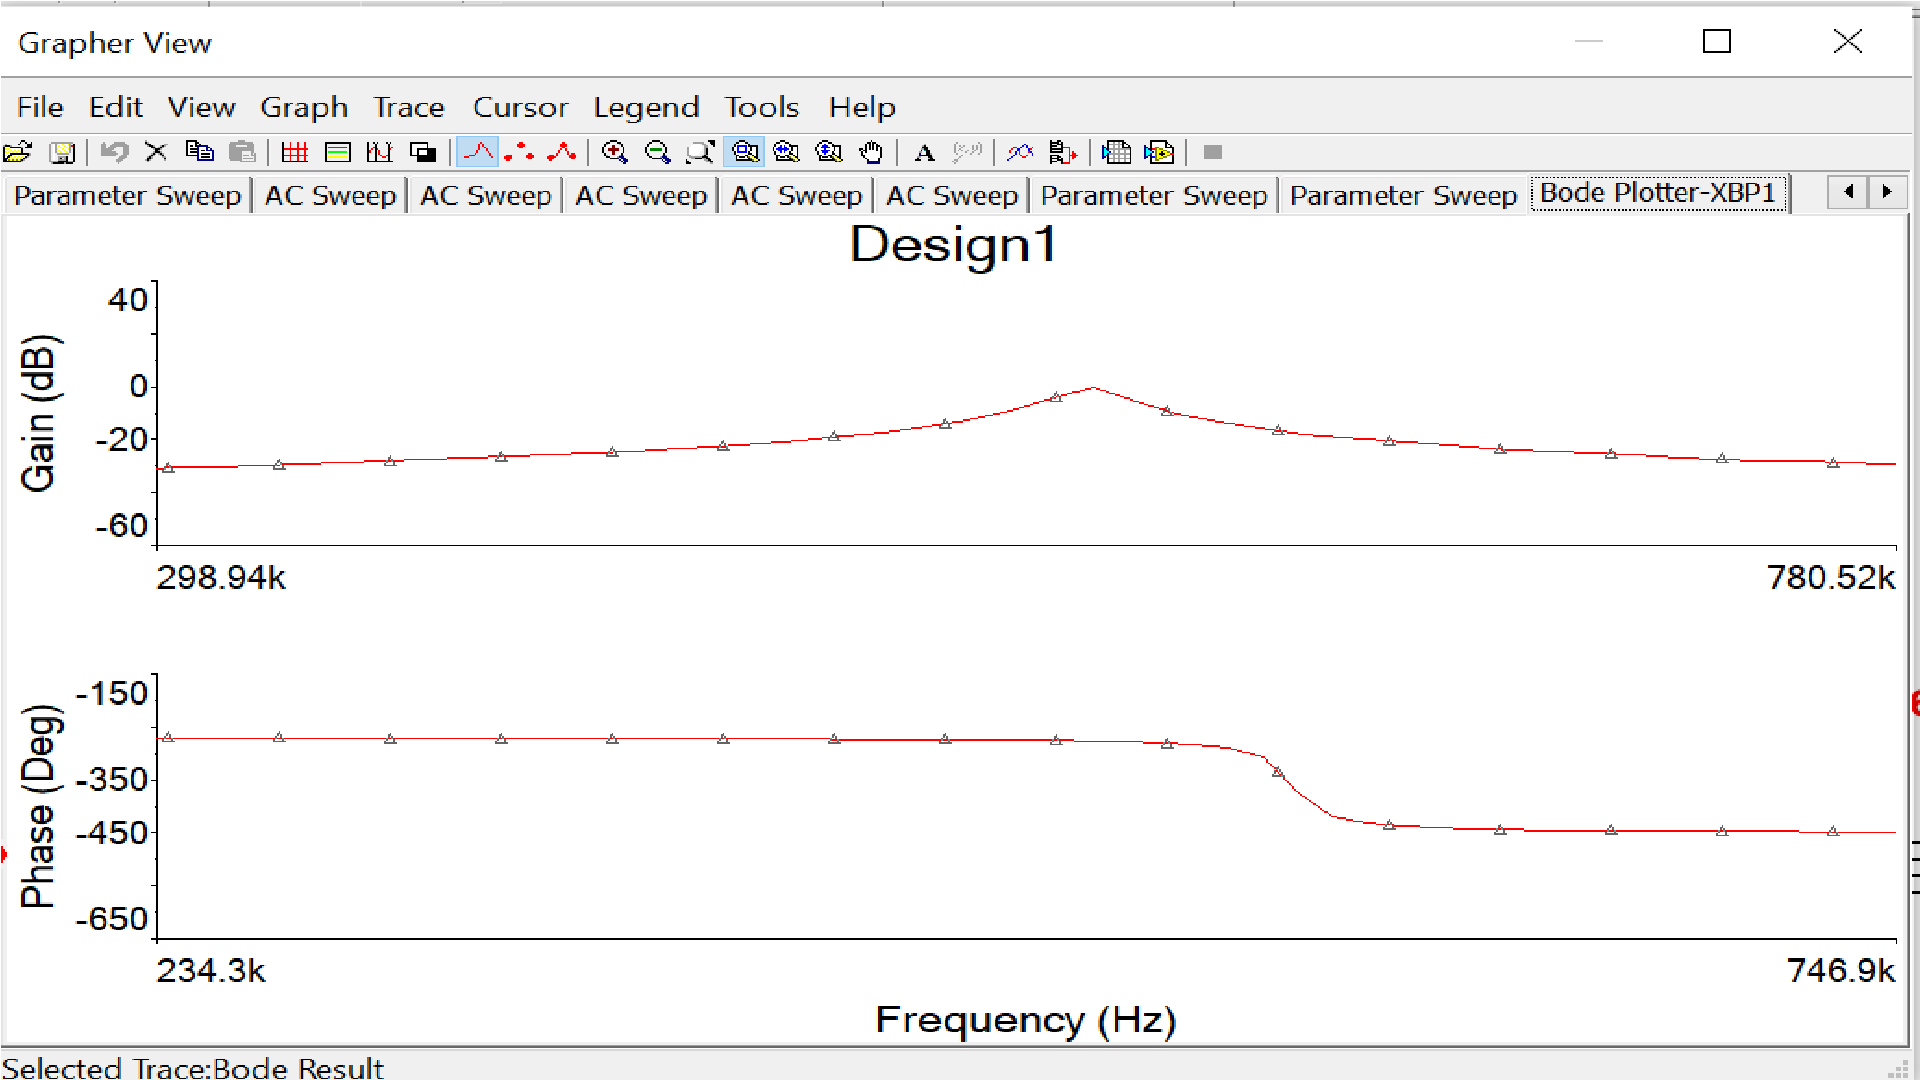 Grapher View
File Edit View Graph Trace Cursor Legend Tools Help
A
Parameter Sweep AC Sweep AC Sweep AC Sweep AC Sweep AC Sweep Parameter Sweep Parameter Sweep Bode Plotter-XBP1
Design1
Gain (dB)
40
0
-20
-60
298.94k 780.52k
Phase (Deg)
-150
-350
-450
-650
234.3k 746.9k
Frequency (Hz)
Selected Trace:Bode Result